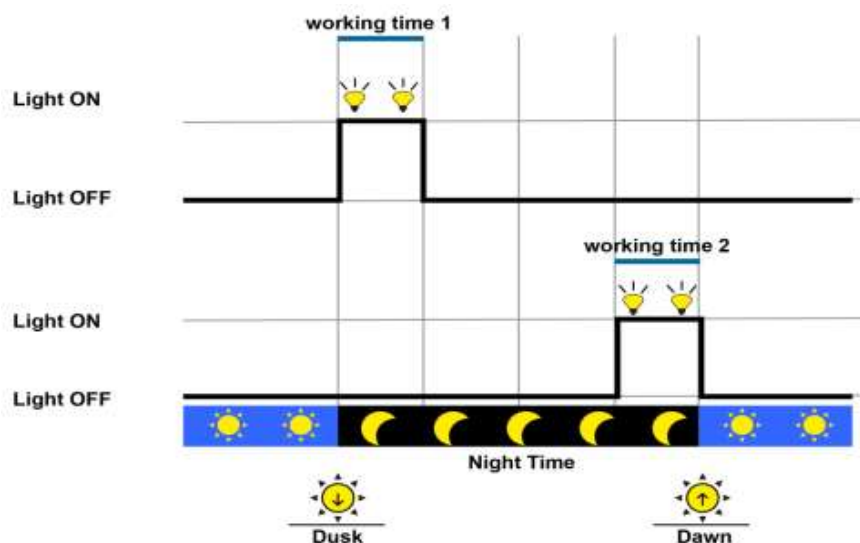 working time 1
Light ON
Light OFF
working time 2
Light ON
Light OFF
Night Time
Dusk
Dawn